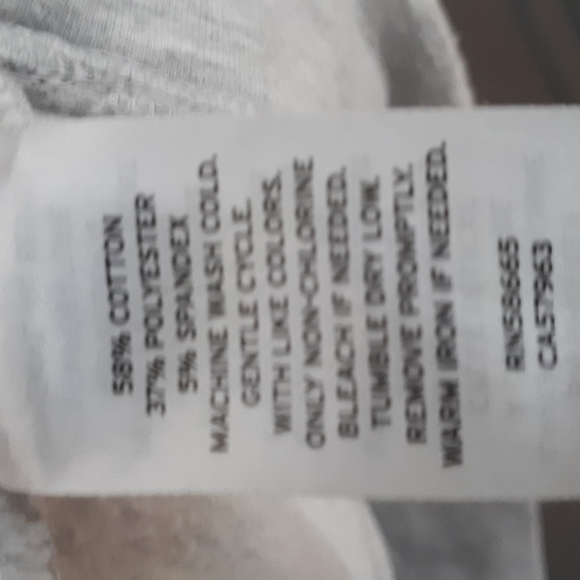 58% COTTON
37% POLYESTER
5% SPANDEX
MACHINE WASH COLD.
GENTLE CYCLE.
WITH LIKE COLORS.
ONLY NON-CHLORINE
BLEACH IF NEEDED.
TUMBLE DRY LOW.
REMOVE PROMPTLY.
WARM IRON IF NEEDED.
RN58665
CA57963